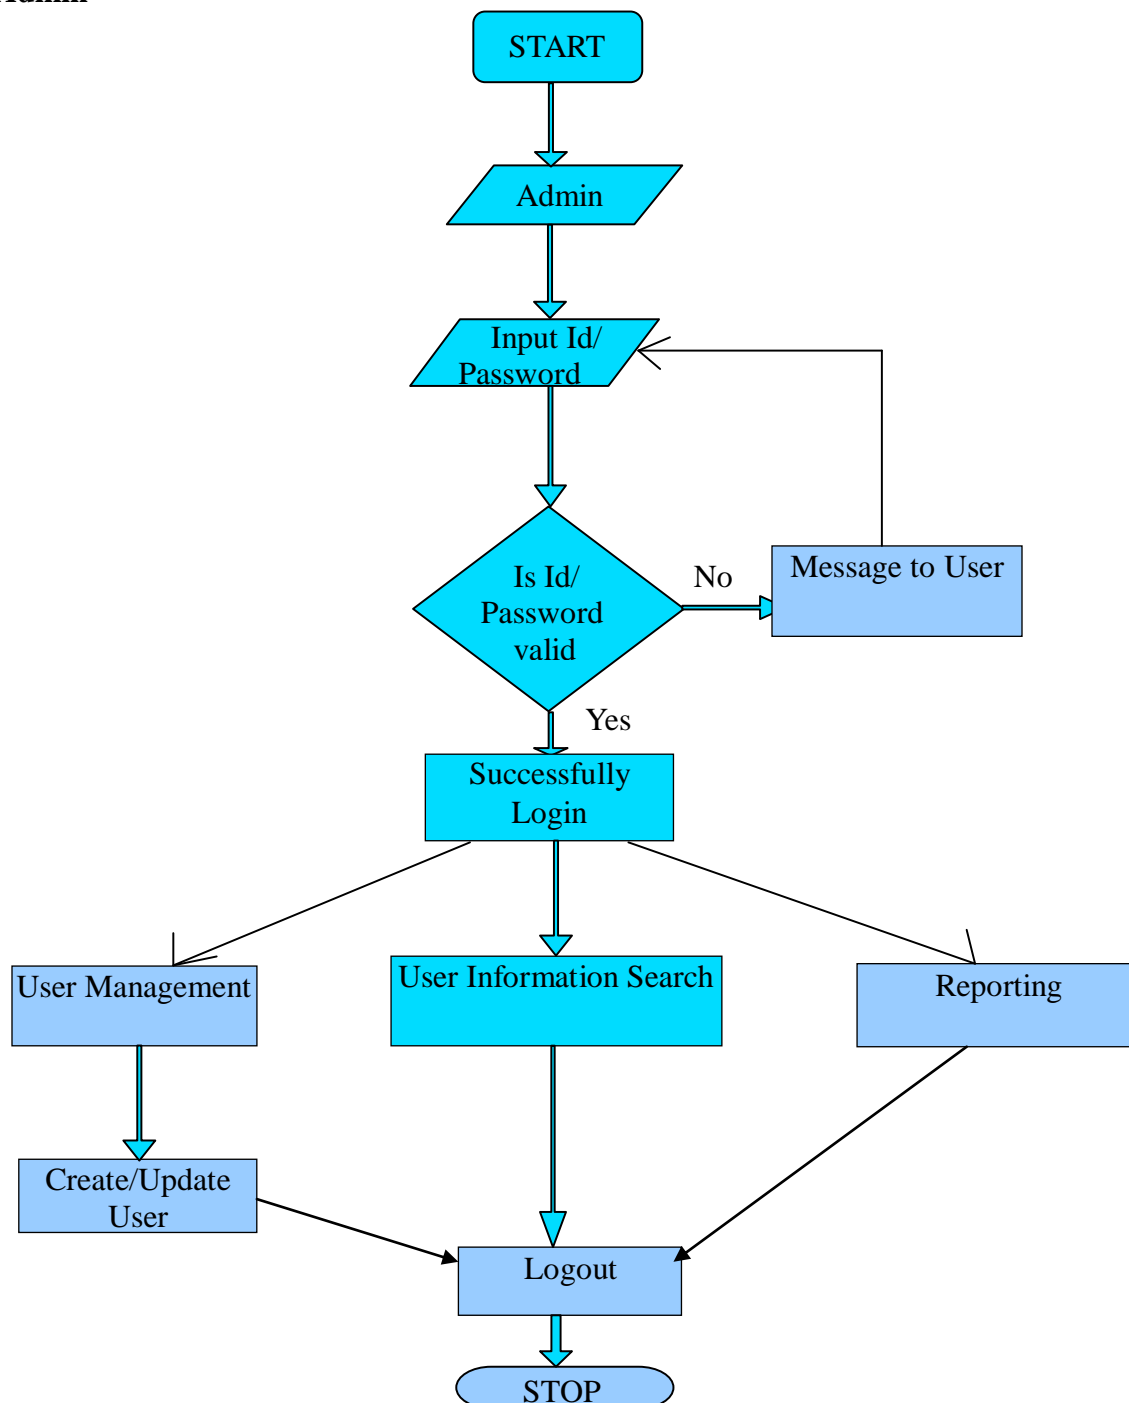 START
Admin
Input Id/
Password
Is Id/
Password
valid
No
Message to User
Yes
Successfully
Login
User Management
User Information Search
Reporting
Create/Update
User
Logout
STOP